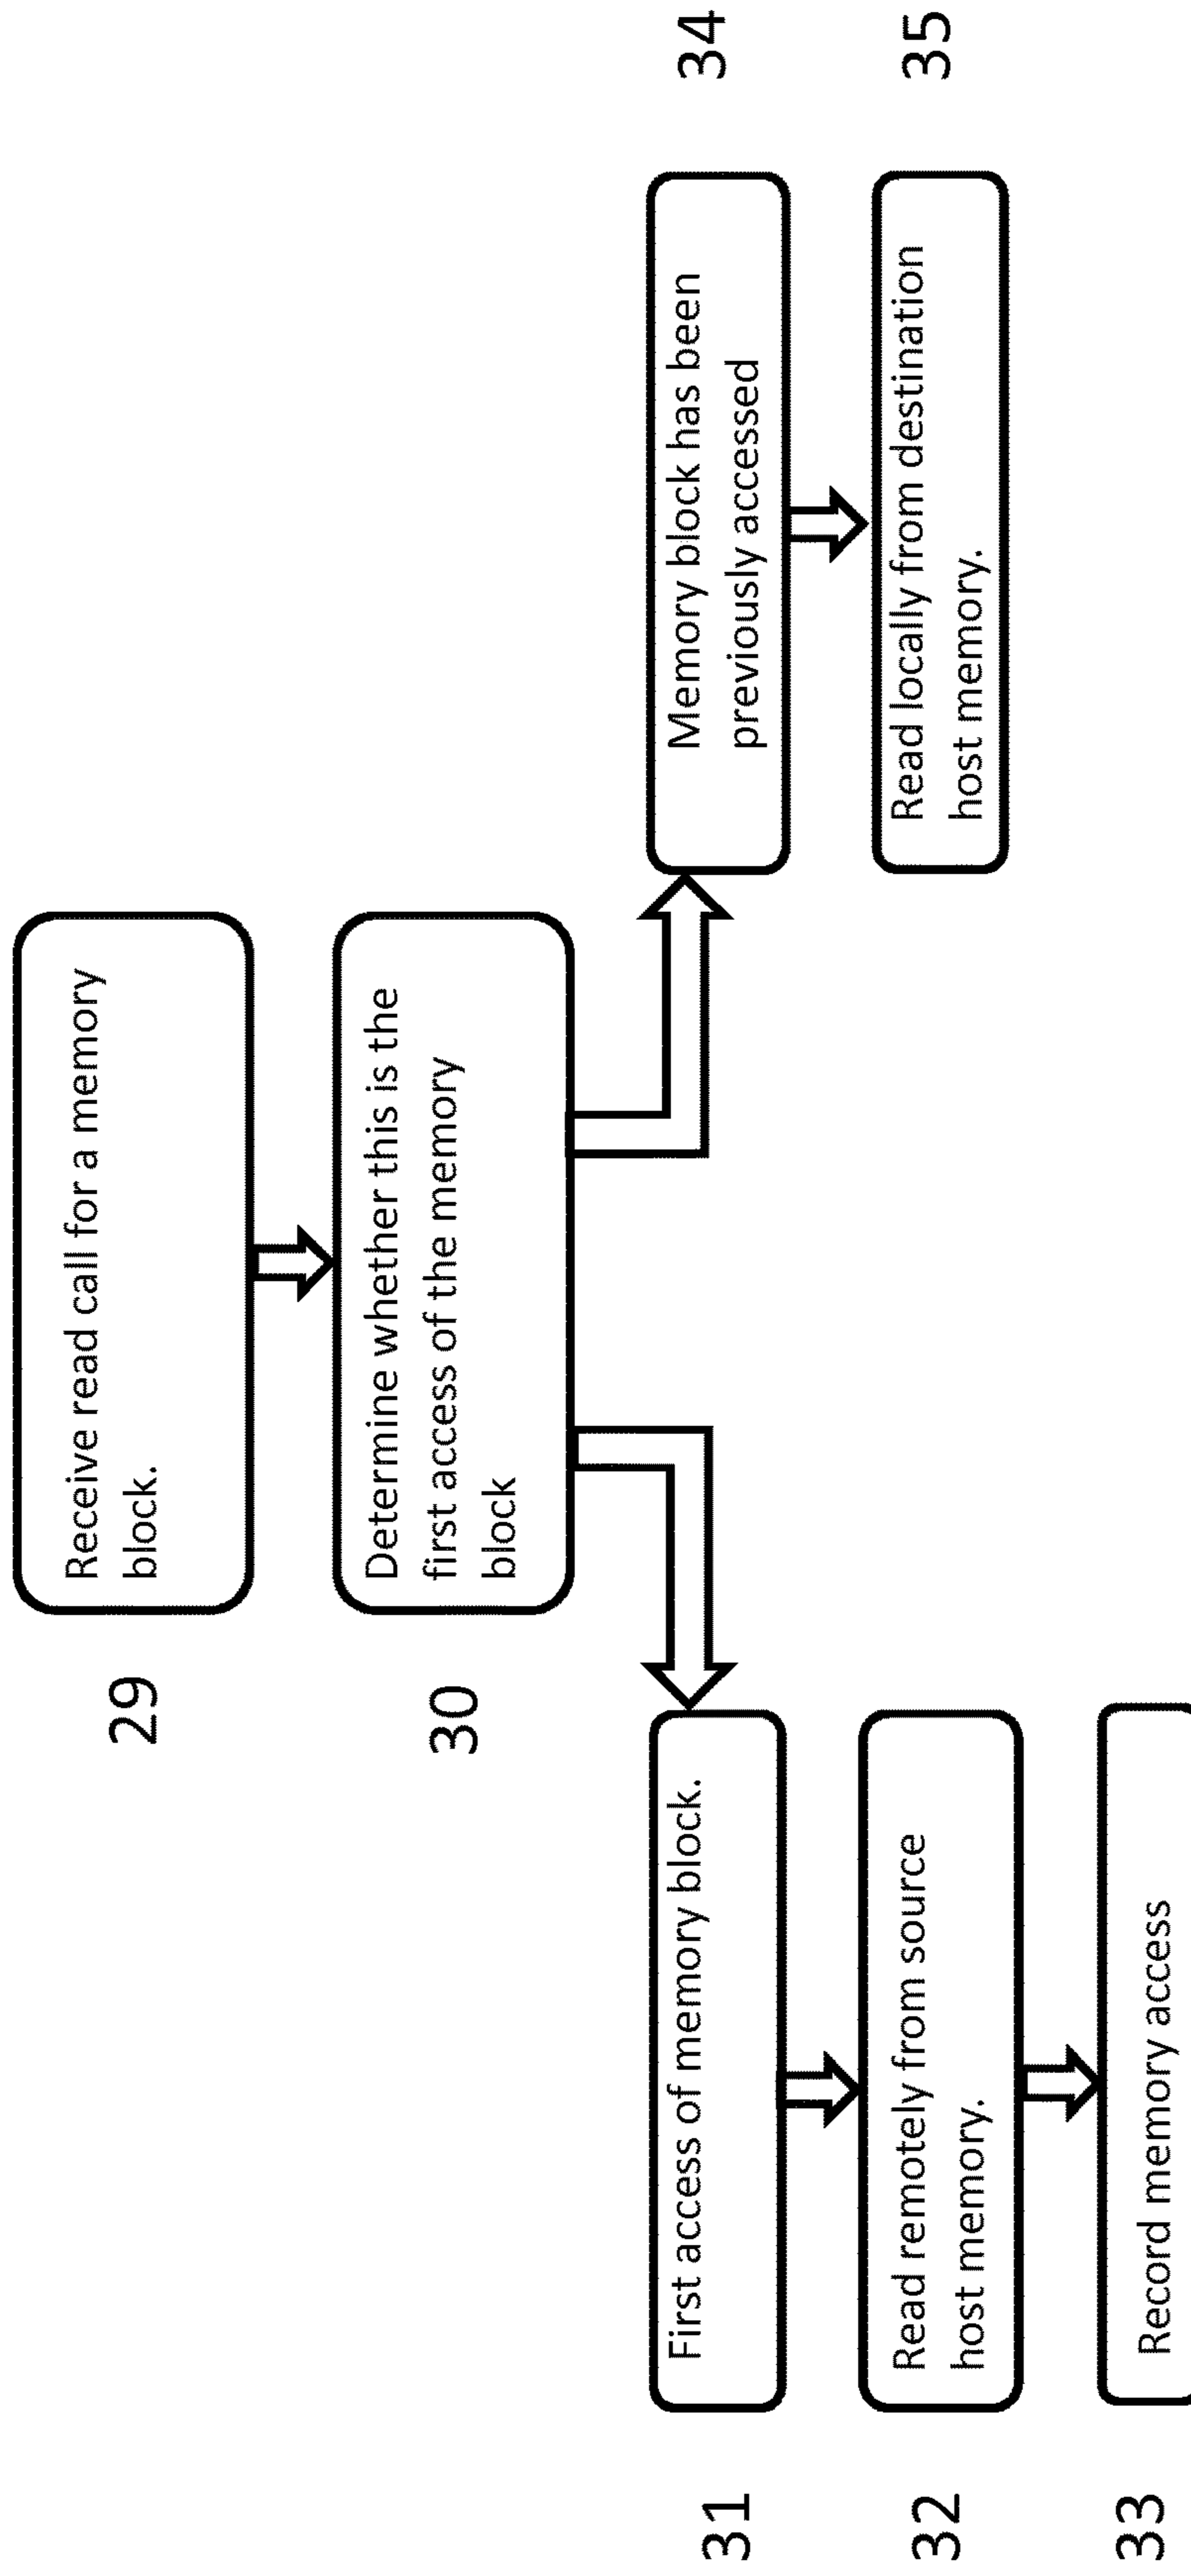 29
Receive read call for a memory
block.
30
Determine whether this is the
first access of the memory
block
31
First access of memory block.
32
Read remotely from source
host memory.
33
Record memory access
34
Memory block has been
previously accessed
35
Read locally from destination
host memory.